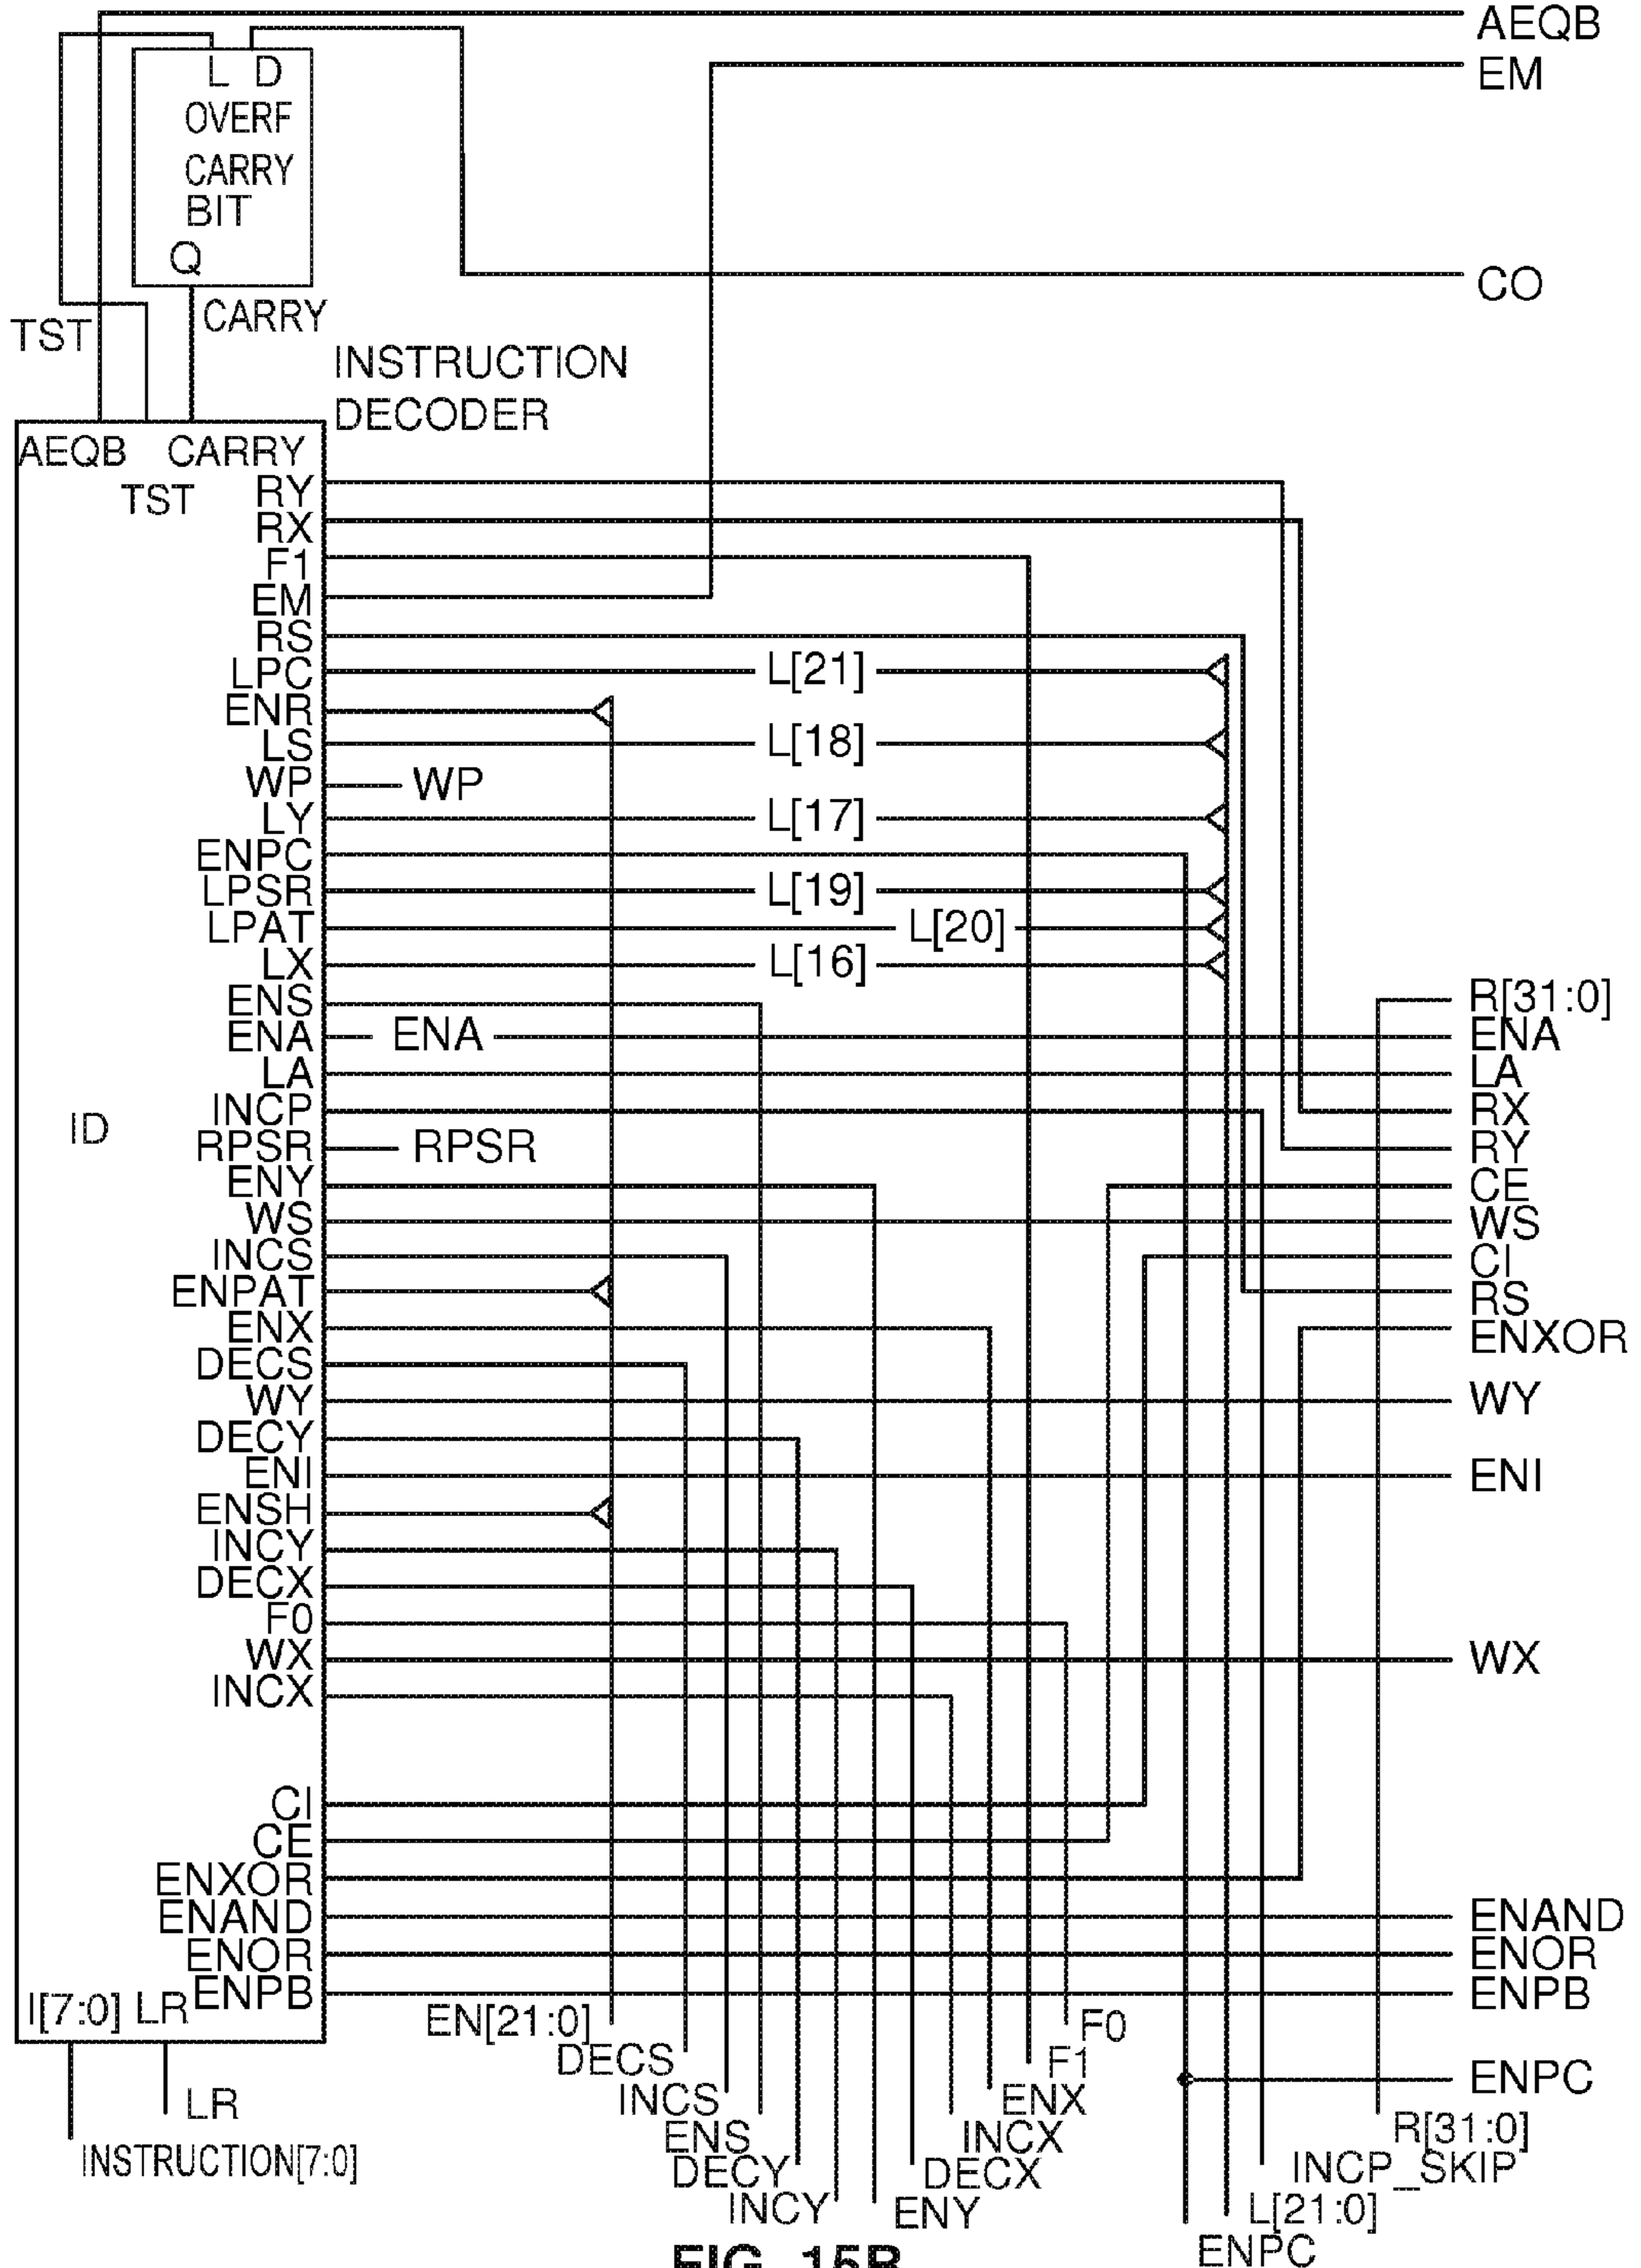 AEQB
EM
L D
OVERF
CARRY
BIT
Q
CO
TST
CARRY
INSTRUCTION
DECODER
AEQB CARRY
TST
RY
RX
F1
EM
RS
LPC L[21]
ENR
LS L[18]
WP WP
LY L[17]
ENPC
LPSR L[19]
LPAT L[20]
LX L[16]
ENS R[31:0]
ENA ENA ENA
LA LA
INCP RX
ID
RPSR RPSR RY
ENY CE
WS WS
INCS CI
ENPAT RS
ENX ENXOR
DECS
WY WY
DECY
ENI ENI
ENSH
INCY
DECX
F0
WX WX
INCX
CI
CE
ENXOR
ENAND ENAND
ENOR ENOR
ENPB ENPB
I[7:0] LR
EN[21:0] F0
DECS F1
INCS ENX ENPC
LR
ENS INCX R[31:0]
INSTRUCTION[7:0]
DECY DECX INCP_SKIP
INCY ENY L[21:0]
ENPC
FIG. 15B